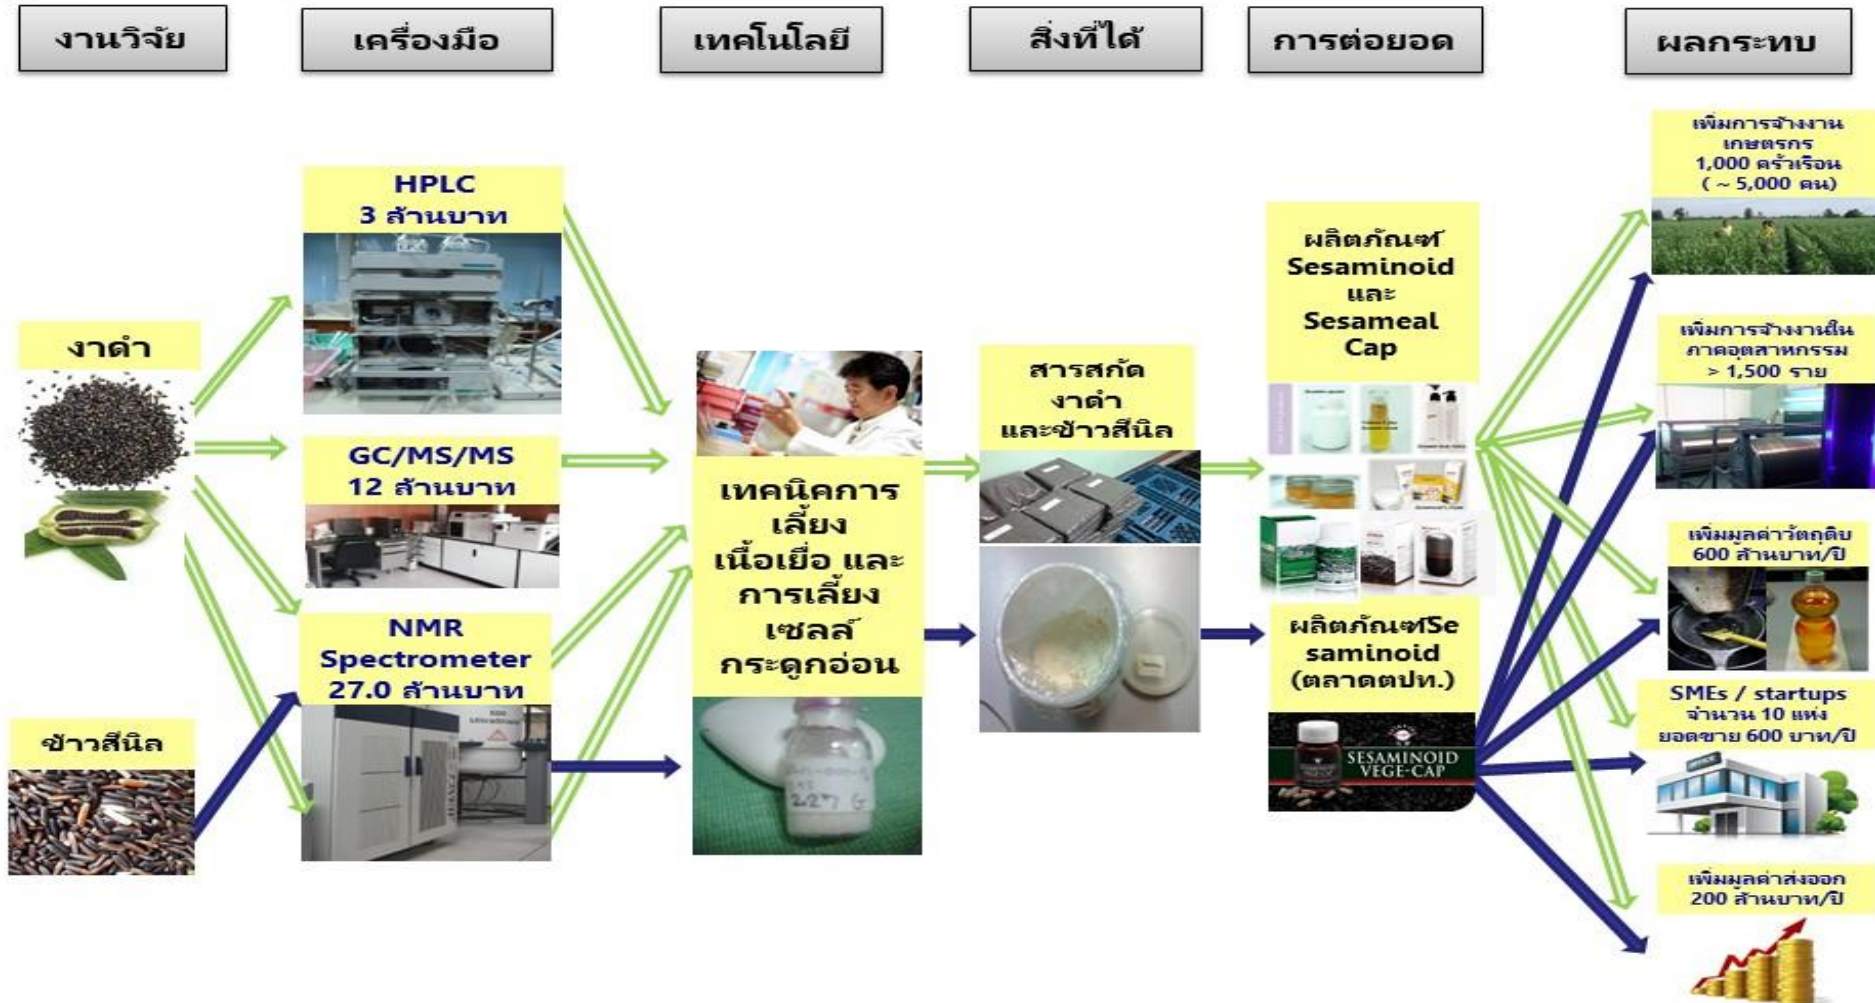 งานวิจัย
เครื่องมือ
เทคโนโลยี
สิ่งที่ได้
การต่อยอด
ผลกระทบ
งาดำ
ข้าวสีนิล
HPLC
3 ล้านบาท
GC/MS/MS
12 ล้านบาท
NMR
Spectrometer
27.0 ล้านบาท
เทคนิคการ
เลี้ยง
เนื้อเยื่อ และ
การเลี้ยง
เซลล์
กระดูกอ่อน
227 G
สารสกัด
งาดำ
และข้าวสีนิล
ผลิตภัณฑ์
Sesaminoid
และ
Sesameal
Cap
ผลิตภัณฑ์Se
saminoid
(ตลาดตปท.)
SESAMINOID
VEGE-CAP
เพิ่มการจ้างงาน
เกษตรกร
1,000 ครัวเรือน
( ~ 5,000 คน)
เพิ่มการจ้างงานใน
ภาคอุตสาหกรรม
> 1,500 ราย
เพิ่มมูลค่าวัตถุดิบ
600 ล้านบาท/ปี
SMEs / startups
จำนวน 10 แห่ง
ยอดขาย 600 บาท/ปี
เพิ่มมูลค่าส่งออก
200 ล้านบาท/ปี